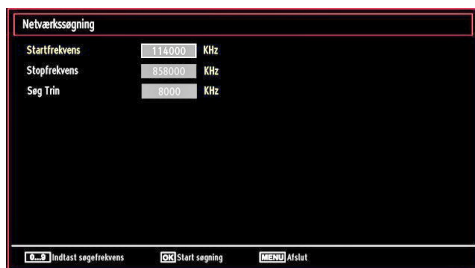 Netværkssøgning
Startfrekvens 114000 KHz
Stopfrekvens 858000 KHz
Søg Trin 8000 KHz
0...9 Indtast søgefrekvens OK Start søgning MENU Afslut